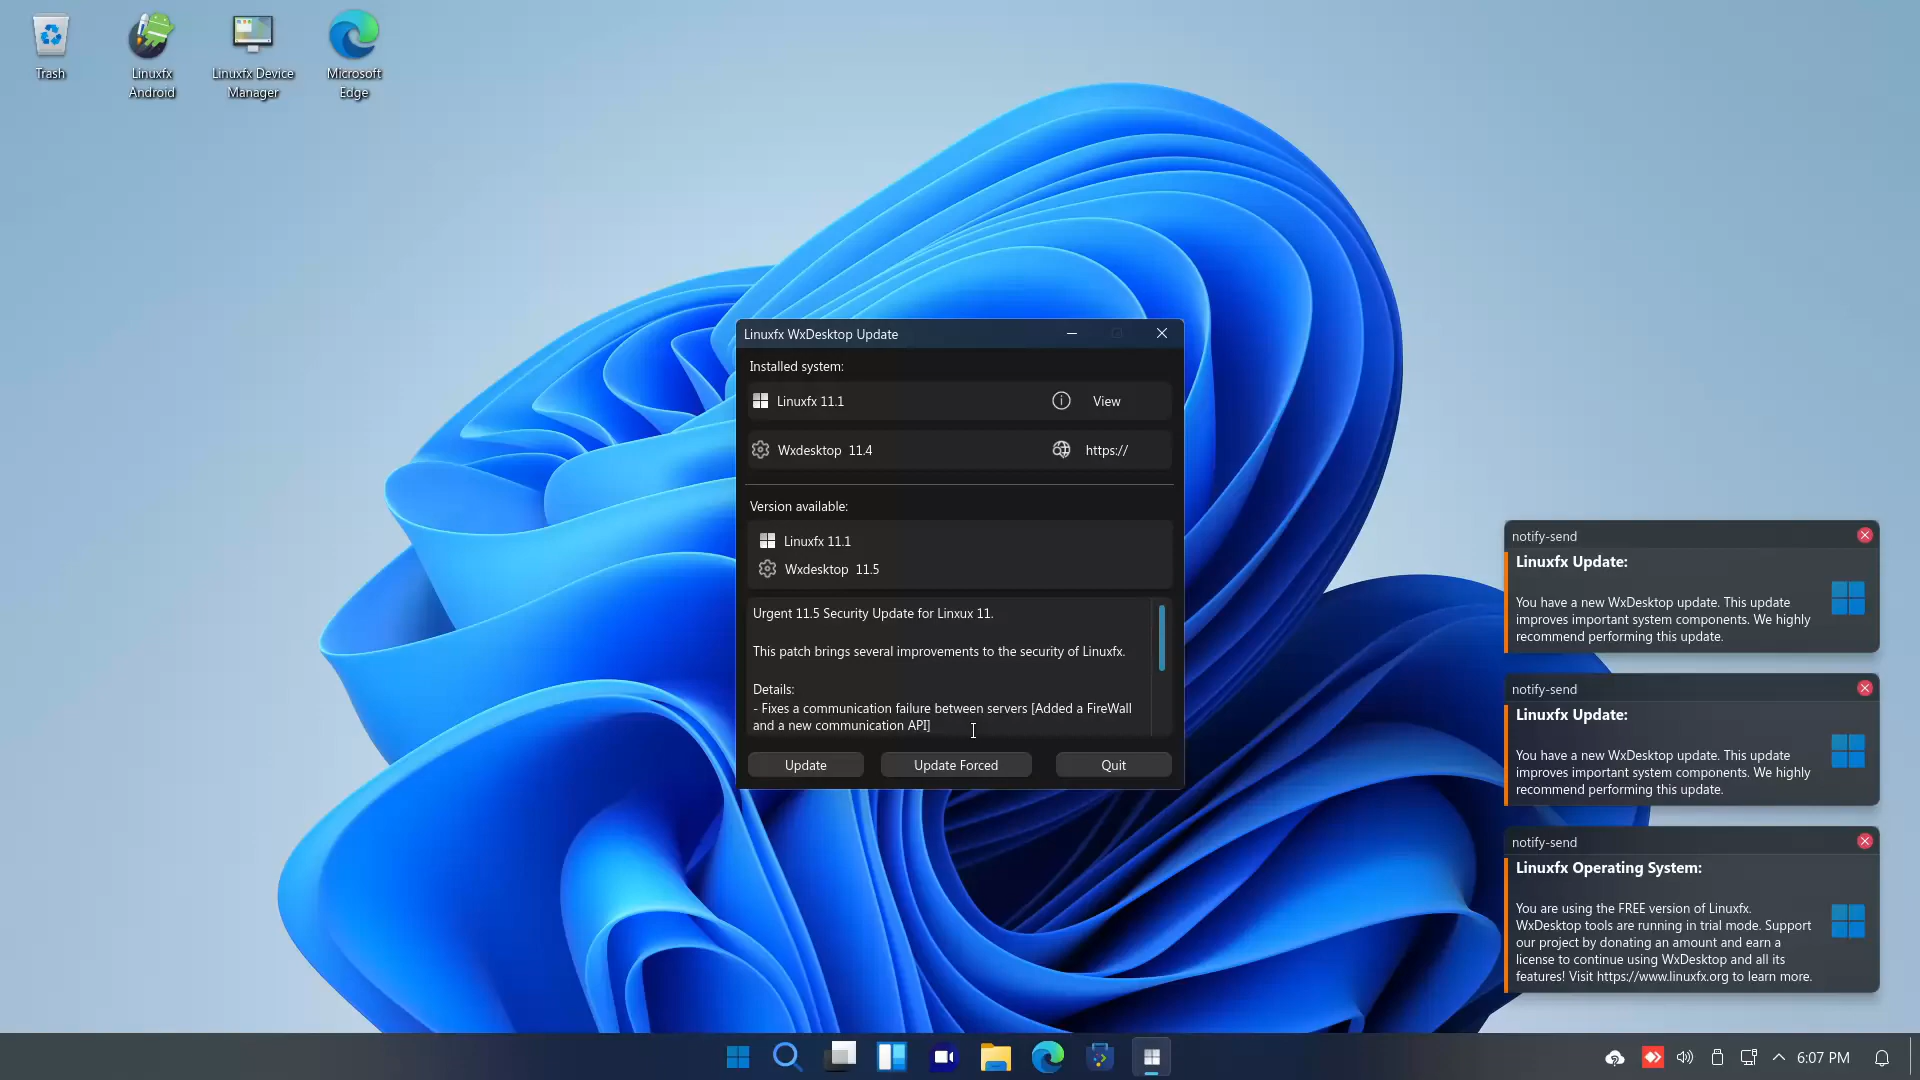 Trash
Linuxfx
Android
Linuxfx Device
Manager
Microsoft
Edge
Linuxfx WxDesktop Update
Installed system:
Linuxfx 11.1
View
Wxdesktop 11.4
https://
Version available:
Linuxfx 11.1
Wxdesktop 11.5
Urgent 11.5 Security Update for Linxux 11.
This patch brings several improvements to the security of Linuxfx.
Details:
- Fixes a communication failure between servers [Added a FireWall
and a new communication API]
Update
Update Forced
Quit
notify-send
Linuxfx Update:
You have a new WxDesktop update. This update
improves important system components. We highly
recommend performing this update.
notify-send
Linuxfx Update:
You have a new WxDesktop update. This update
improves important system components. We highly
recommend performing this update.
notify-send
Linuxfx Operating System:
You are using the FREE version of Linuxfx.
WxDesktop tools are running in trial mode. Support
our project by donating an amount and earn a
license to continue using WxDesktop and all its
features! Visit https://www.linuxfx.org to learn more.
6:07 PM